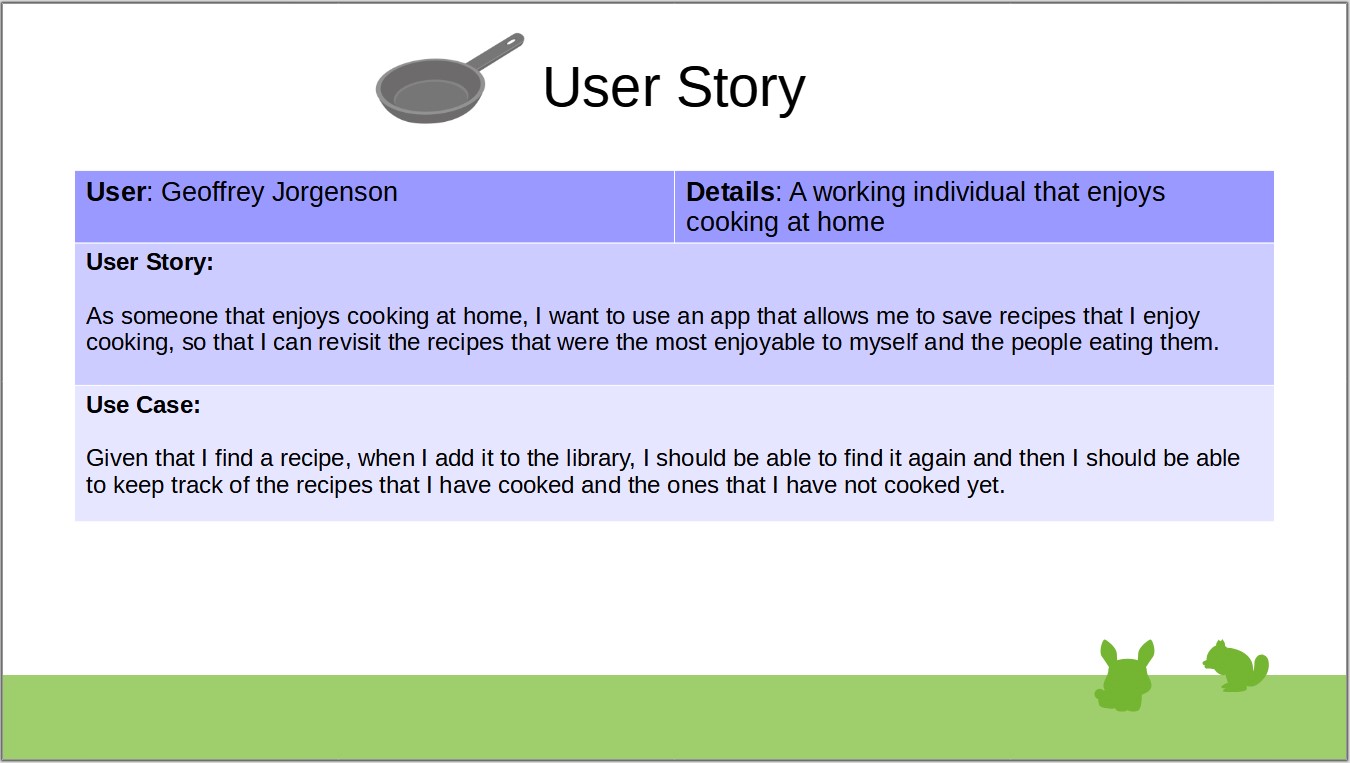 User Story
User: Geoffrey Jorgenson
Details: A working individual that enjoys
cooking at home
User Story:
As someone that enjoys cooking at home, I want to use an app that allows me to save recipes that I enjoy
cooking, so that I can revisit the recipes that were the most enjoyable to myself and the people eating them.
Use Case:
Given that I find a recipe, when I add it to the library, I should be able to find it again and then I should be able
to keep track of the recipes that I have cooked and the ones that I have not cooked yet.